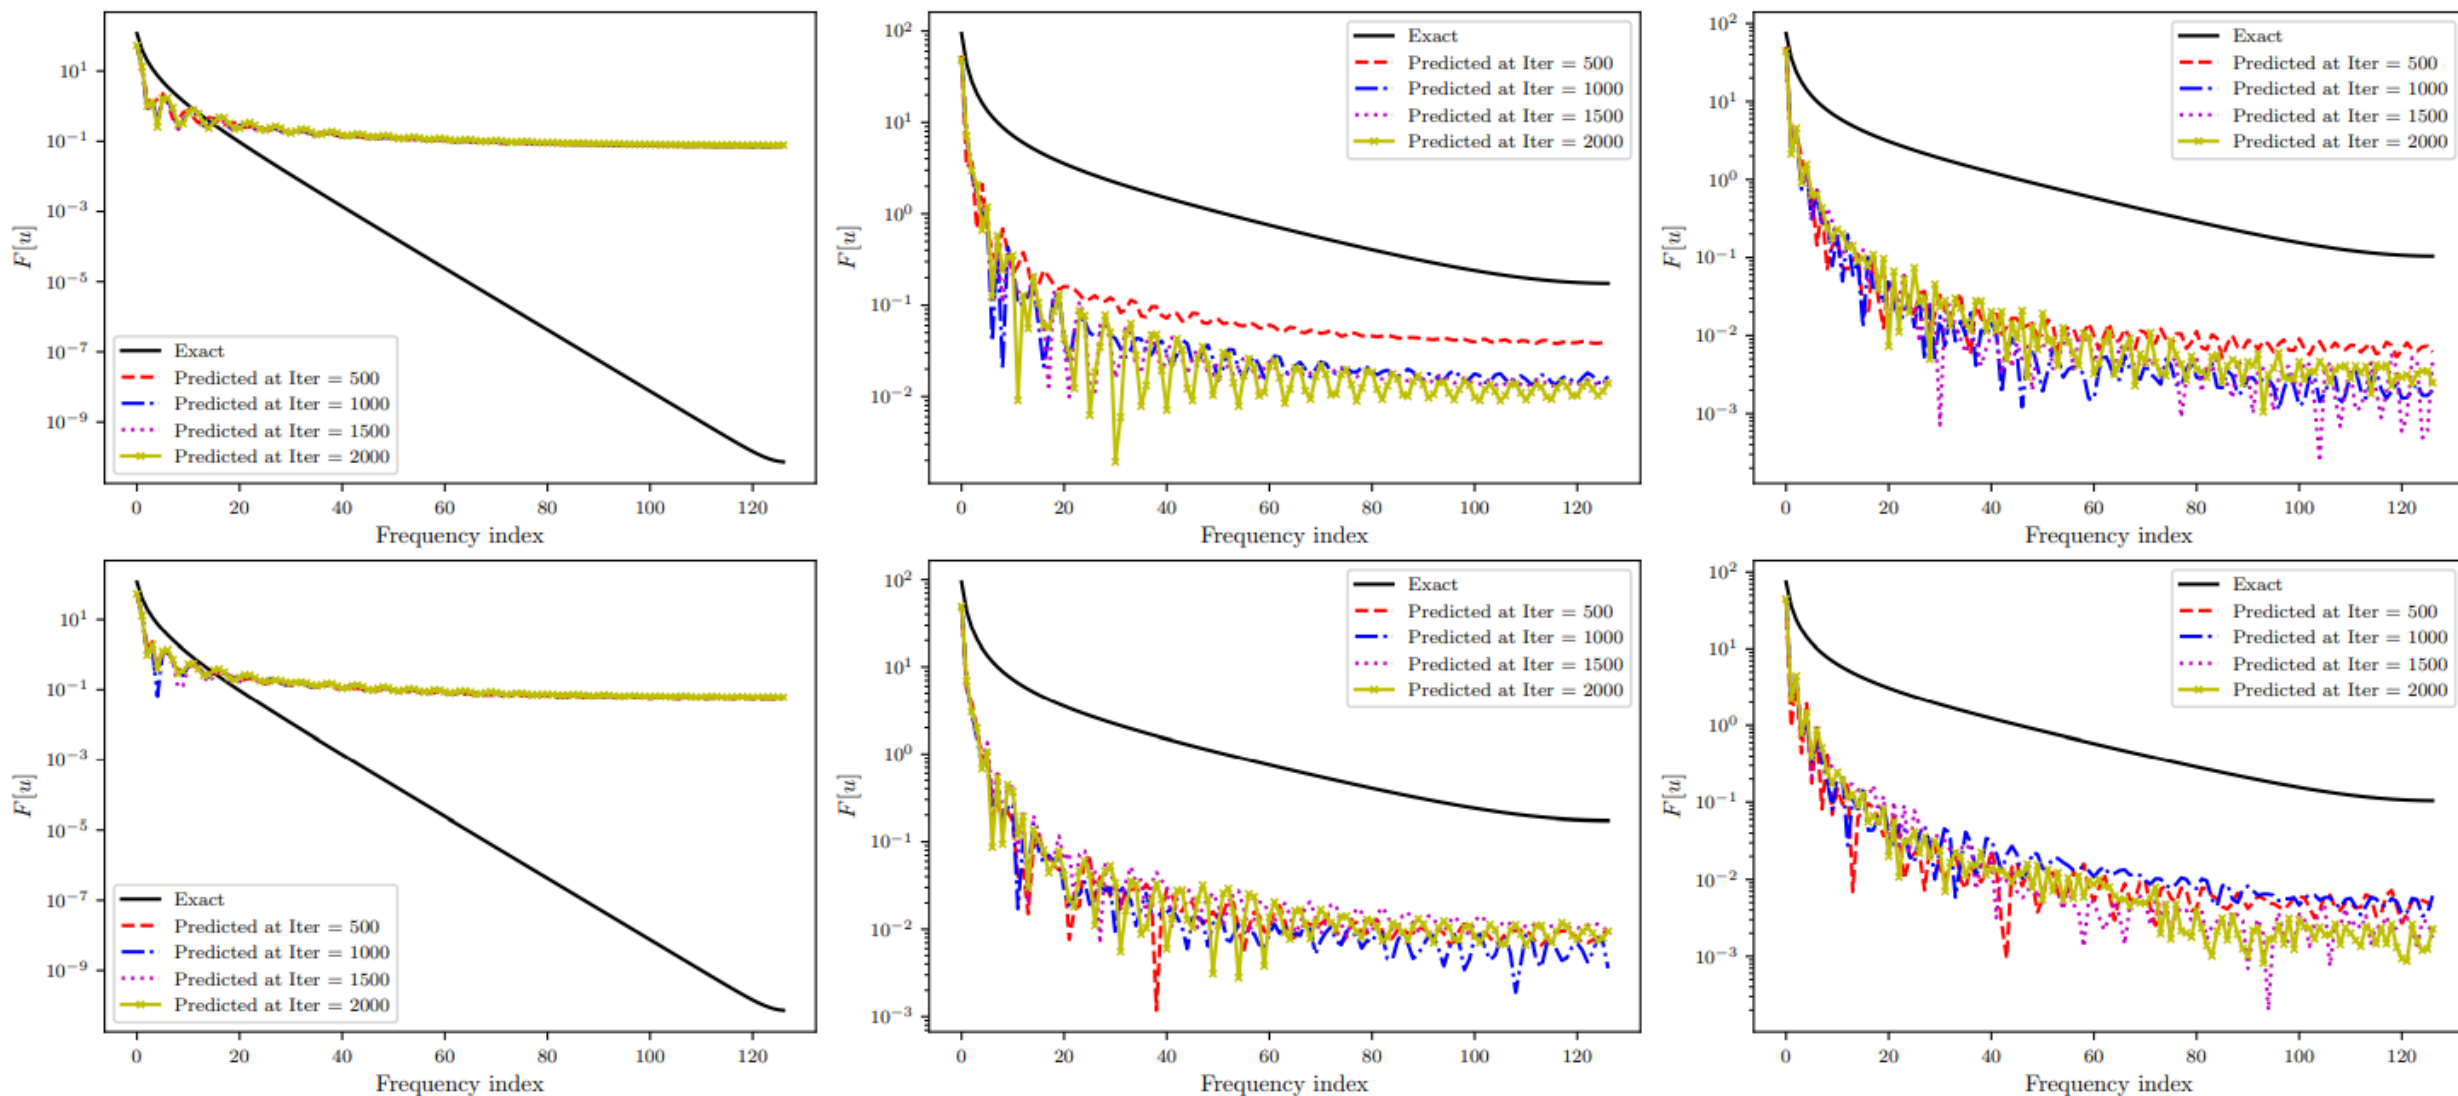 F[u]
10^1
10^-1
10^-3
10^-5
10^-7
10^-9
Exact
Predicted at Iter = 500
Predicted at Iter = 1000
Predicted at Iter = 1500
Predicted at Iter = 2000
0 20 40 60 80 100 120
Frequency index
F[u]
10^2
10^1
10^0
10^-1
10^-2
Exact
Predicted at Iter = 500
Predicted at Iter = 1000
Predicted at Iter = 1500
Predicted at Iter = 2000
0 20 40 60 80 100 120
Frequency index
F[u]
10^2
10^1
10^0
10^-1
10^-2
10^-3
Exact
Predicted at Iter = 500
Predicted at Iter = 1000
Predicted at Iter = 1500
Predicted at Iter = 2000
0 20 40 60 80 100 120
Frequency index
F[u]
10^1
10^-1
10^-3
10^-5
10^-7
10^-9
Exact
Predicted at Iter = 500
Predicted at Iter = 1000
Predicted at Iter = 1500
Predicted at Iter = 2000
0 20 40 60 80 100 120
Frequency index
F[u]
10^2
10^1
10^0
10^-1
10^-2
10^-3
Exact
Predicted at Iter = 500
Predicted at Iter = 1000
Predicted at Iter = 1500
Predicted at Iter = 2000
0 20 40 60 80 100 120
Frequency index
F[u]
10^2
10^1
10^0
10^-1
10^-2
10^-3
Exact
Predicted at Iter = 500
Predicted at Iter = 1000
Predicted at Iter = 1500
Predicted at Iter = 2000
0 20 40 60 80 100 120
Frequency index